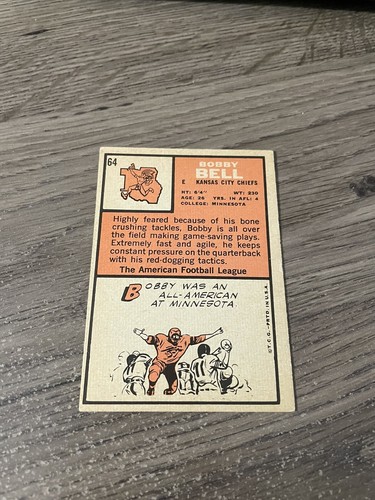 64
BOBBY
BELL
E KANSAS CITY CHIEFS
HT: 6'4" WT: 230
AGE: 26 YRS. IN AFL: 4
COLLEGE: MINNESOTA
Highly feared because of his bone
crushing tackles, Bobby is all over
the field making game-saving plays.
Extremely fast and agile, he keeps
constant pressure on the quarterback
with his red-dogging tactics.
The American Football League
BOBBY WAS AN
ALL-AMERICAN
AT MINNESOTA.
©T.C.G.-PRTD. IN U.S.A.